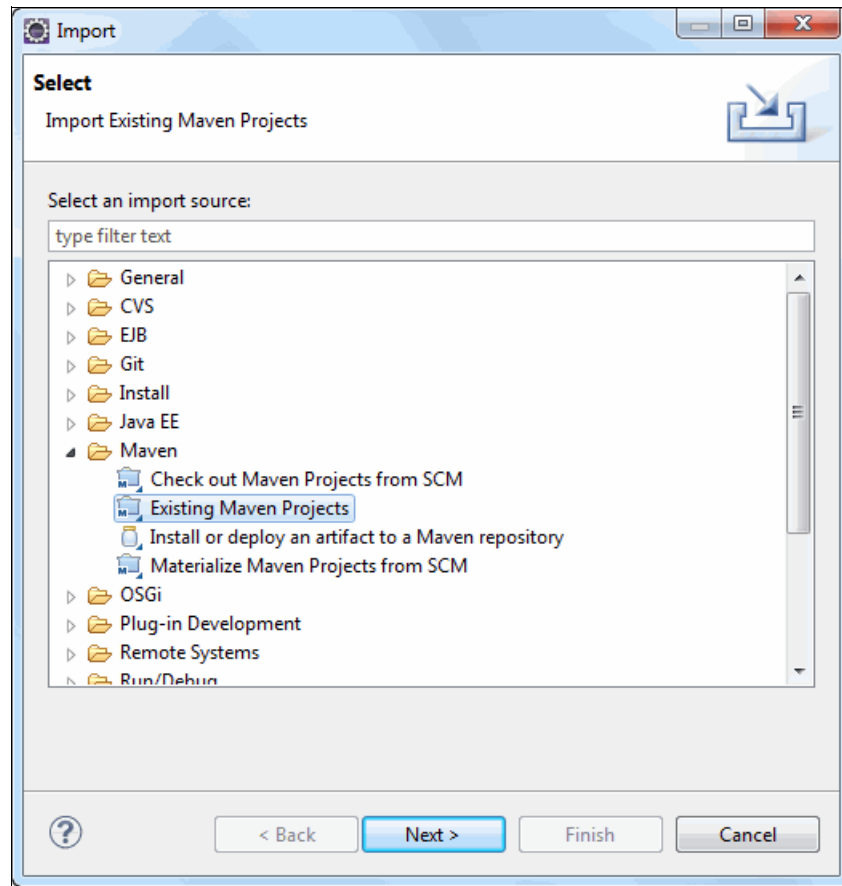 Import
Select
Import Existing Maven Projects
Select an import source:
type filter text
General
CVS
EJB
Git
Install
Java EE
Maven
Check out Maven Projects from SCM
Existing Maven Projects
Install or deploy an artifact to a Maven repository
Materialize Maven Projects from SCM
OSGi
Plug-in Development
Remote Systems
Run/Debug
< Back Next > Finish Cancel